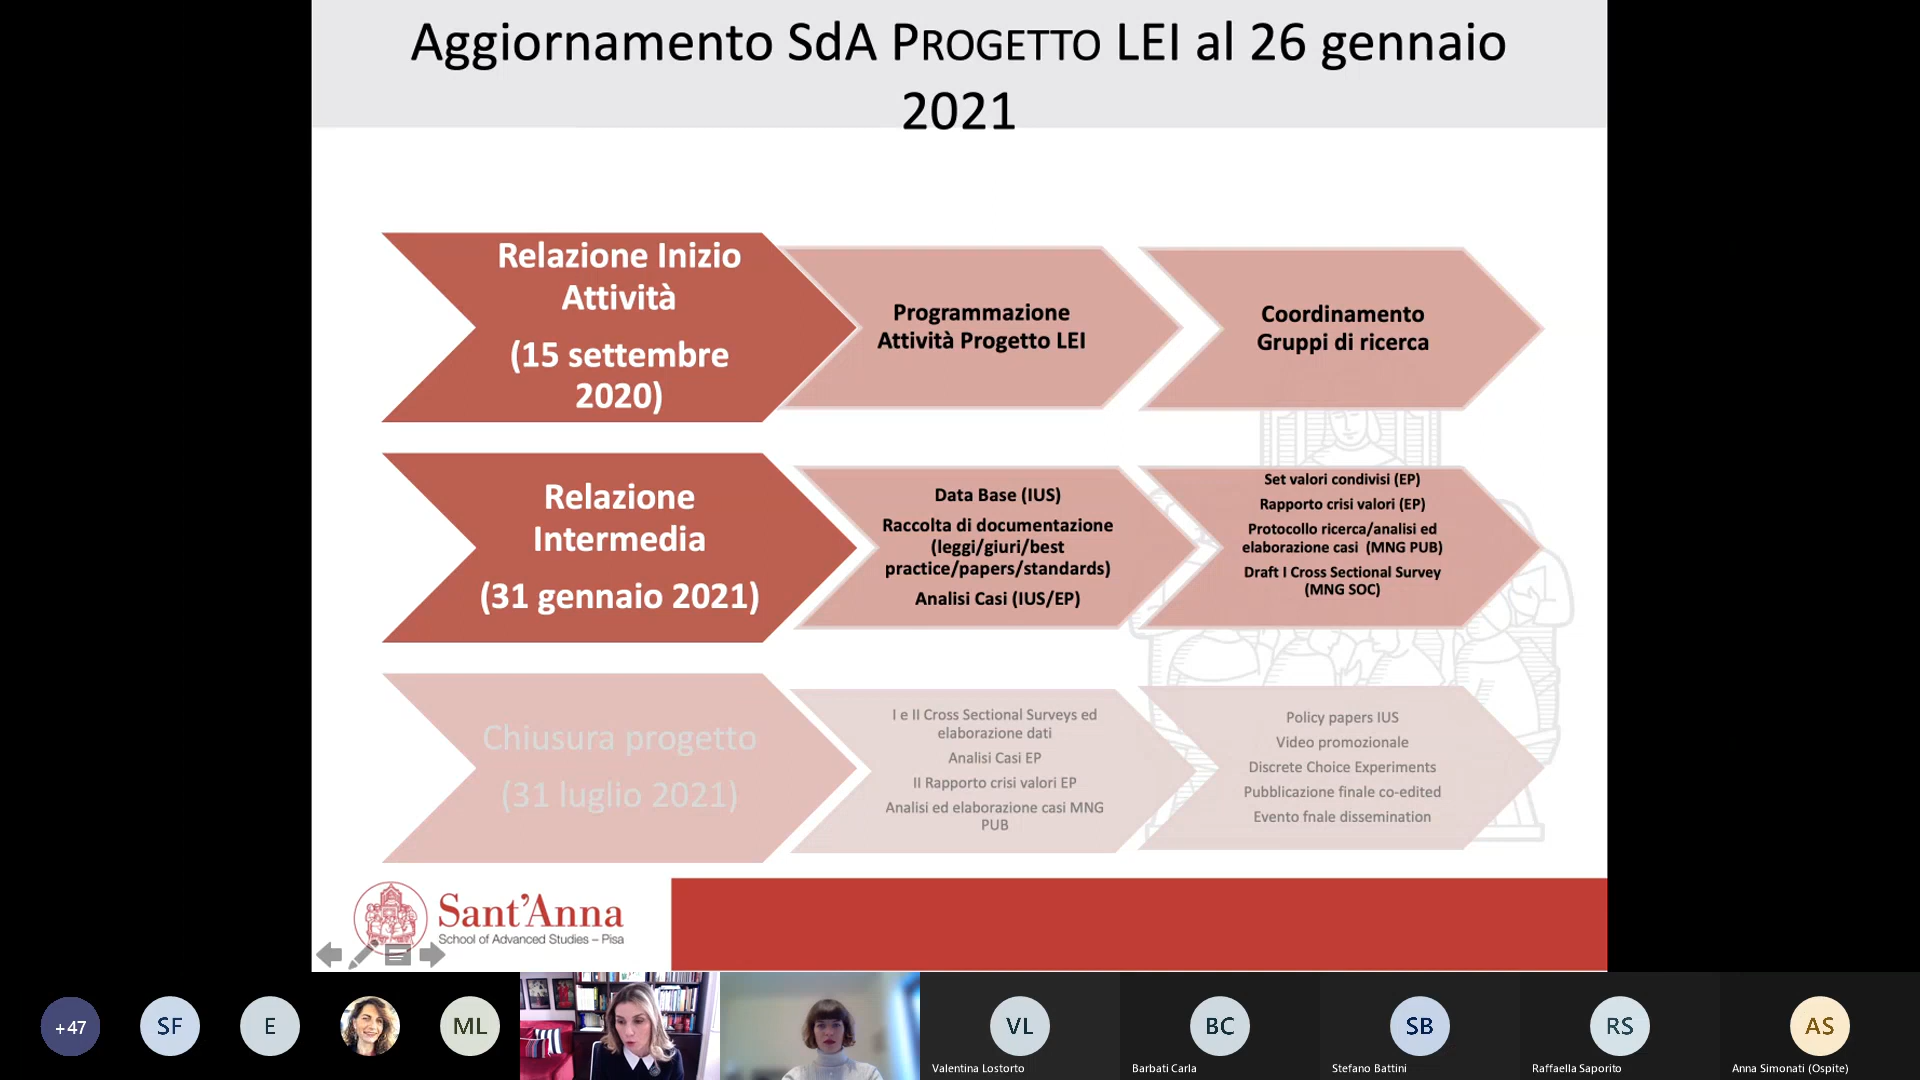 Aggiornamento SdA PROGETTO LEI al 26 gennaio
2021
Relazione Inizio
Attività
(15 settembre
2020)
Programmazione
Attività Progetto LEI
Coordinamento
Gruppi di ricerca
Relazione
Intermedia
(31 gennaio 2021)
Data Base (IUS)
Raccolta di documentazione
(leggi/giuri/best
practice/papers/standards)
Analisi Casi (IUS/EP)
Set valori condivisi (EP)
Rapporto crisi valori (EP)
Protocollo ricerca/analisi ed
elaborazione casi (MNG PUB)
Draft I Cross Sectional Survey
(MNG SOC)
Chiusura progetto
(31 luglio 2021)
I e II Cross Sectional Surveys ed
elaborazione dati
Analisi Casi EP
II Rapporto crisi valori EP
Analisi ed elaborazione casi MNG
PUB
Policy papers IUS
Video promozionale
Discrete Choice Experiments
Pubblicazione finale co-edited
Evento fnale dissemination
Sant'Anna
School of Advanced Studies – Pisa
+47
SF
E
ML
VL
Valentina Lostorto
BC
Barbati Carla
SB
Stefano Battini
RS
Raffaella Saporito
AS
Anna Simonati (Ospite)